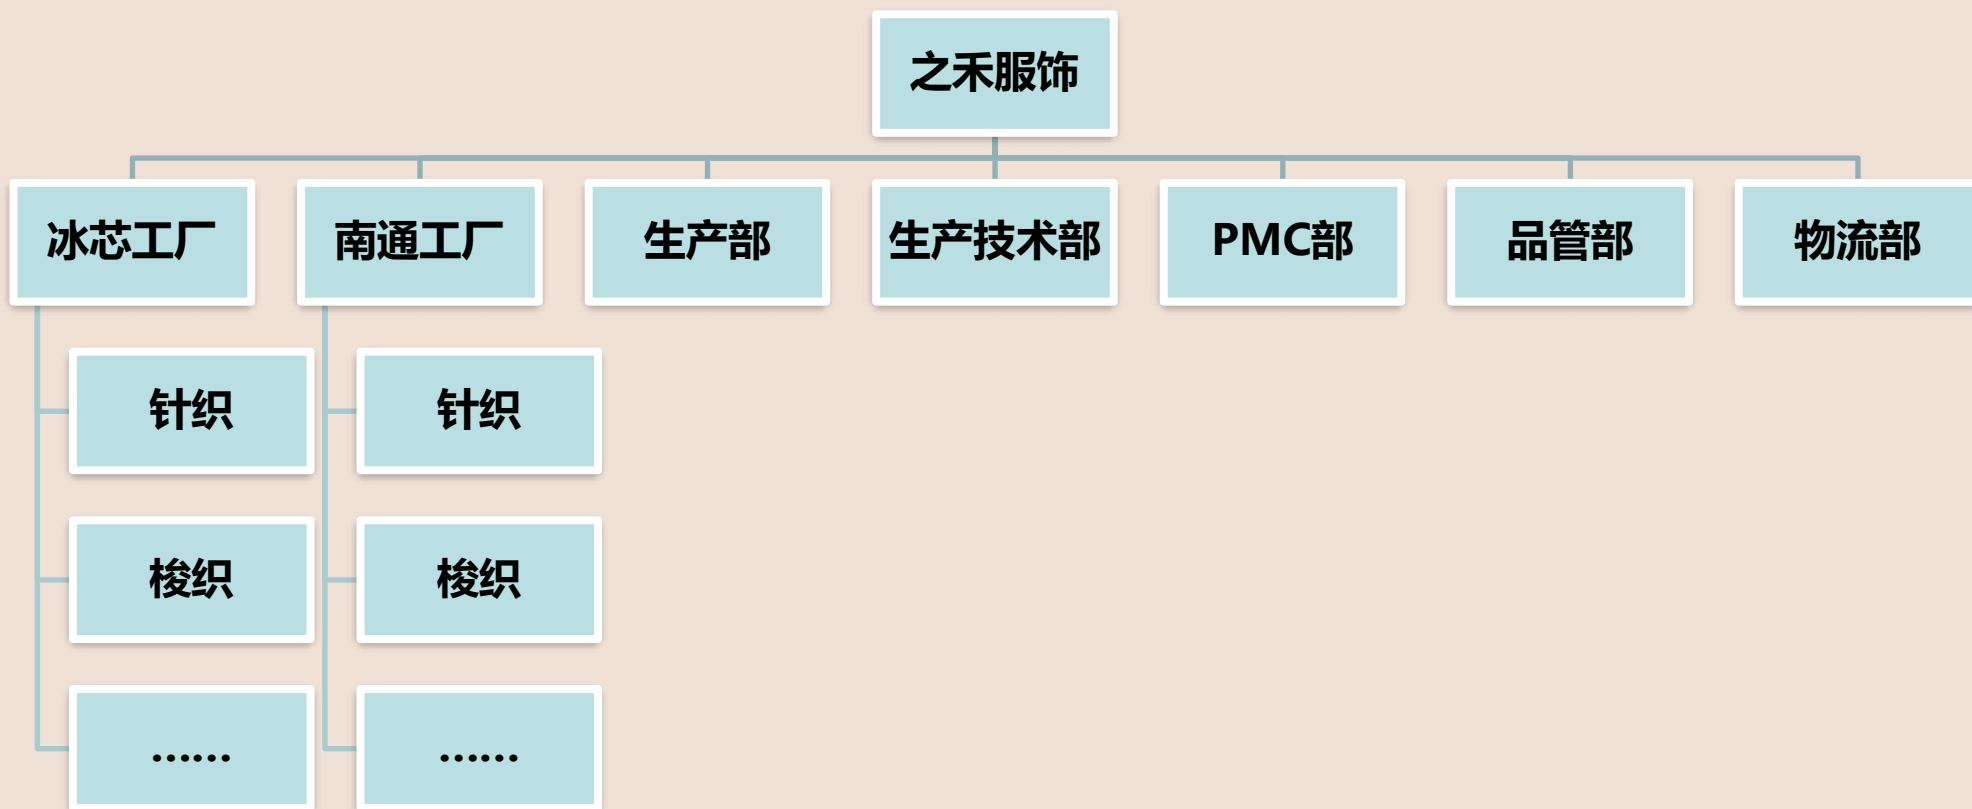 之禾服饰
冰芯工厂
南通工厂
生产部
生产技术部
PMC部
品管部
物流部
针织
针织
梭织
梭织
……
……